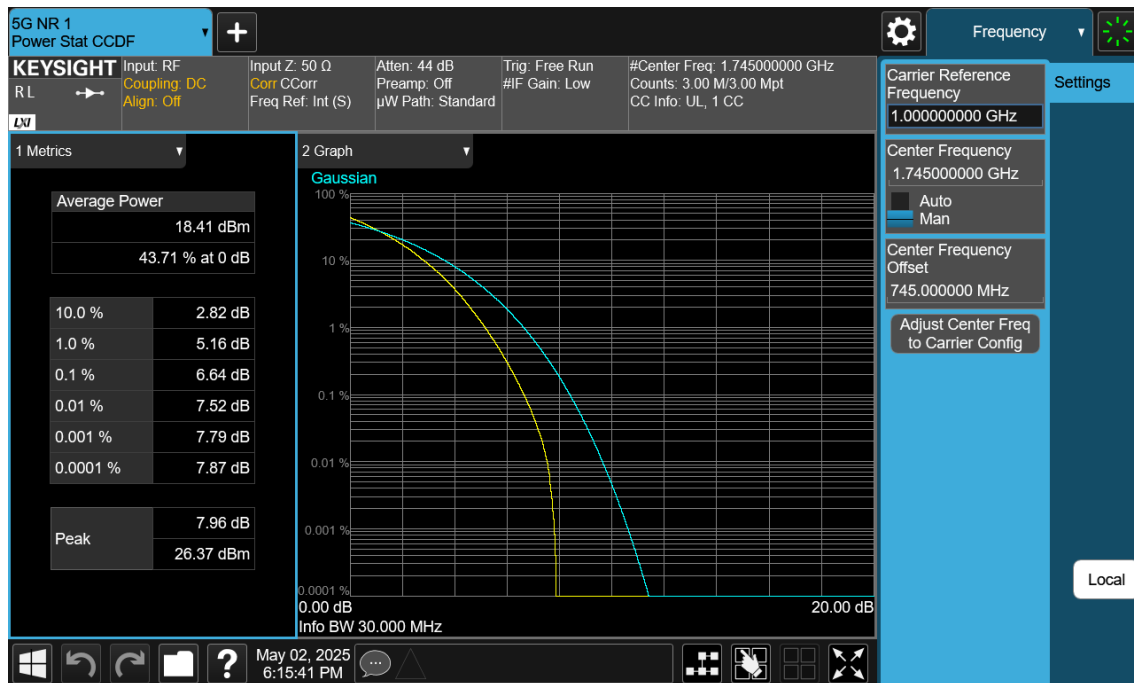 5G NR 1
Power Stat CCDF
+
Frequency
KEYSIGHT
R L
LXI
Input: RF
Coupling: DC
Align: Off
Input Z: 50 Ω
Corr CCorr
Freq Ref: Int (S)
Atten: 44 dB
Preamp: Off
µW Path: Standard
Trig: Free Run
#IF Gain: Low
#Center Freq: 1.745000000 GHz
Counts: 3.00 M/3.00 Mpt
CC Info: UL, 1 CC
1 Metrics
Average Power
18.41 dBm
43.71 % at 0 dB
10.0 % 2.82 dB
1.0 % 5.16 dB
0.1 % 6.64 dB
0.01 % 7.52 dB
0.001 % 7.79 dB
0.0001 % 7.87 dB
Peak
7.96 dB
26.37 dBm
2 Graph
Gaussian
100 %
10 %
1 %
0.1 %
0.01 %
0.001 %
0.0001 %
0.00 dB 20.00 dB
Info BW 30.000 MHz
Carrier Reference
Frequency
1.000000000 GHz
Center Frequency
1.745000000 GHz
Auto
Man
Center Frequency
Offset
745.000000 MHz
Adjust Center Freq
to Carrier Config
Settings
Local
?
May 02, 2025
6:15:41 PM